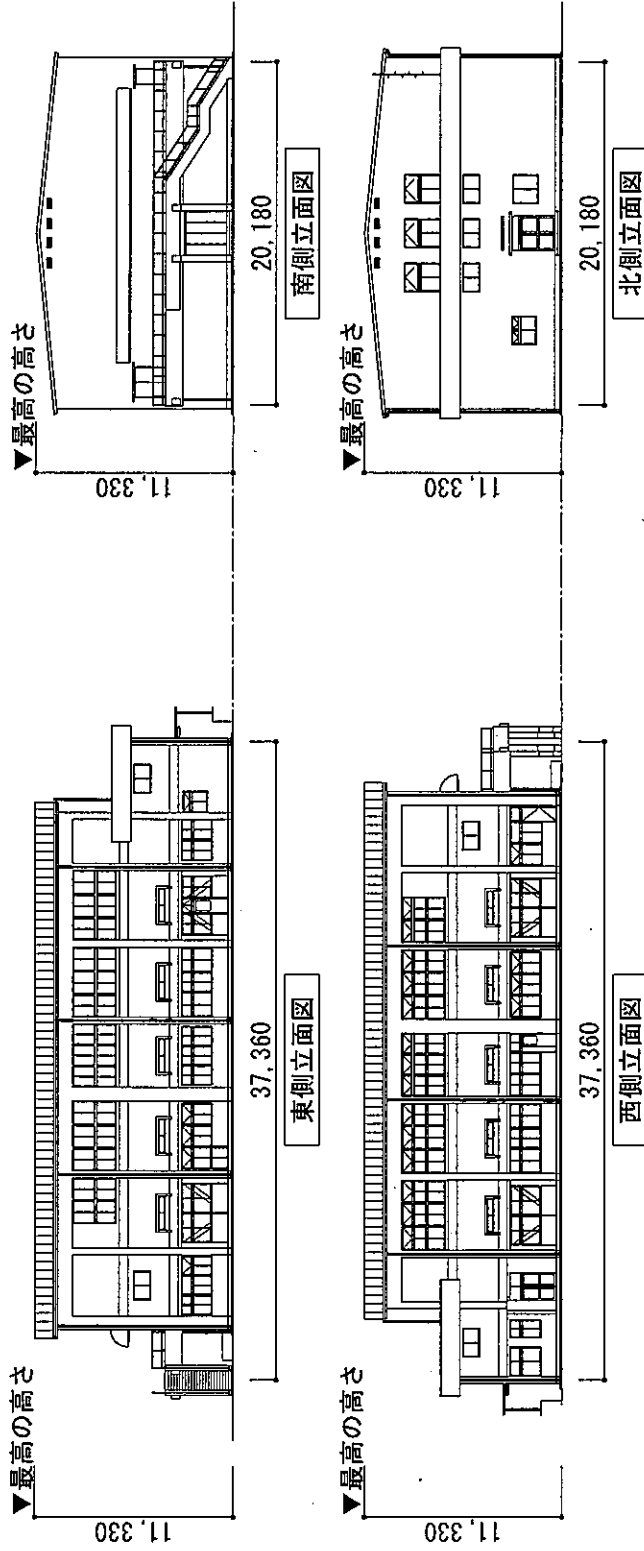 ▼最高の高さ
11,330
37,360
東側立面図
▼最高の高さ
11,330
20,180
南側立面図
▼最高の高さ
11,330
37,360
西側立面図
▼最高の高さ
11,330
20,180
北側立面図